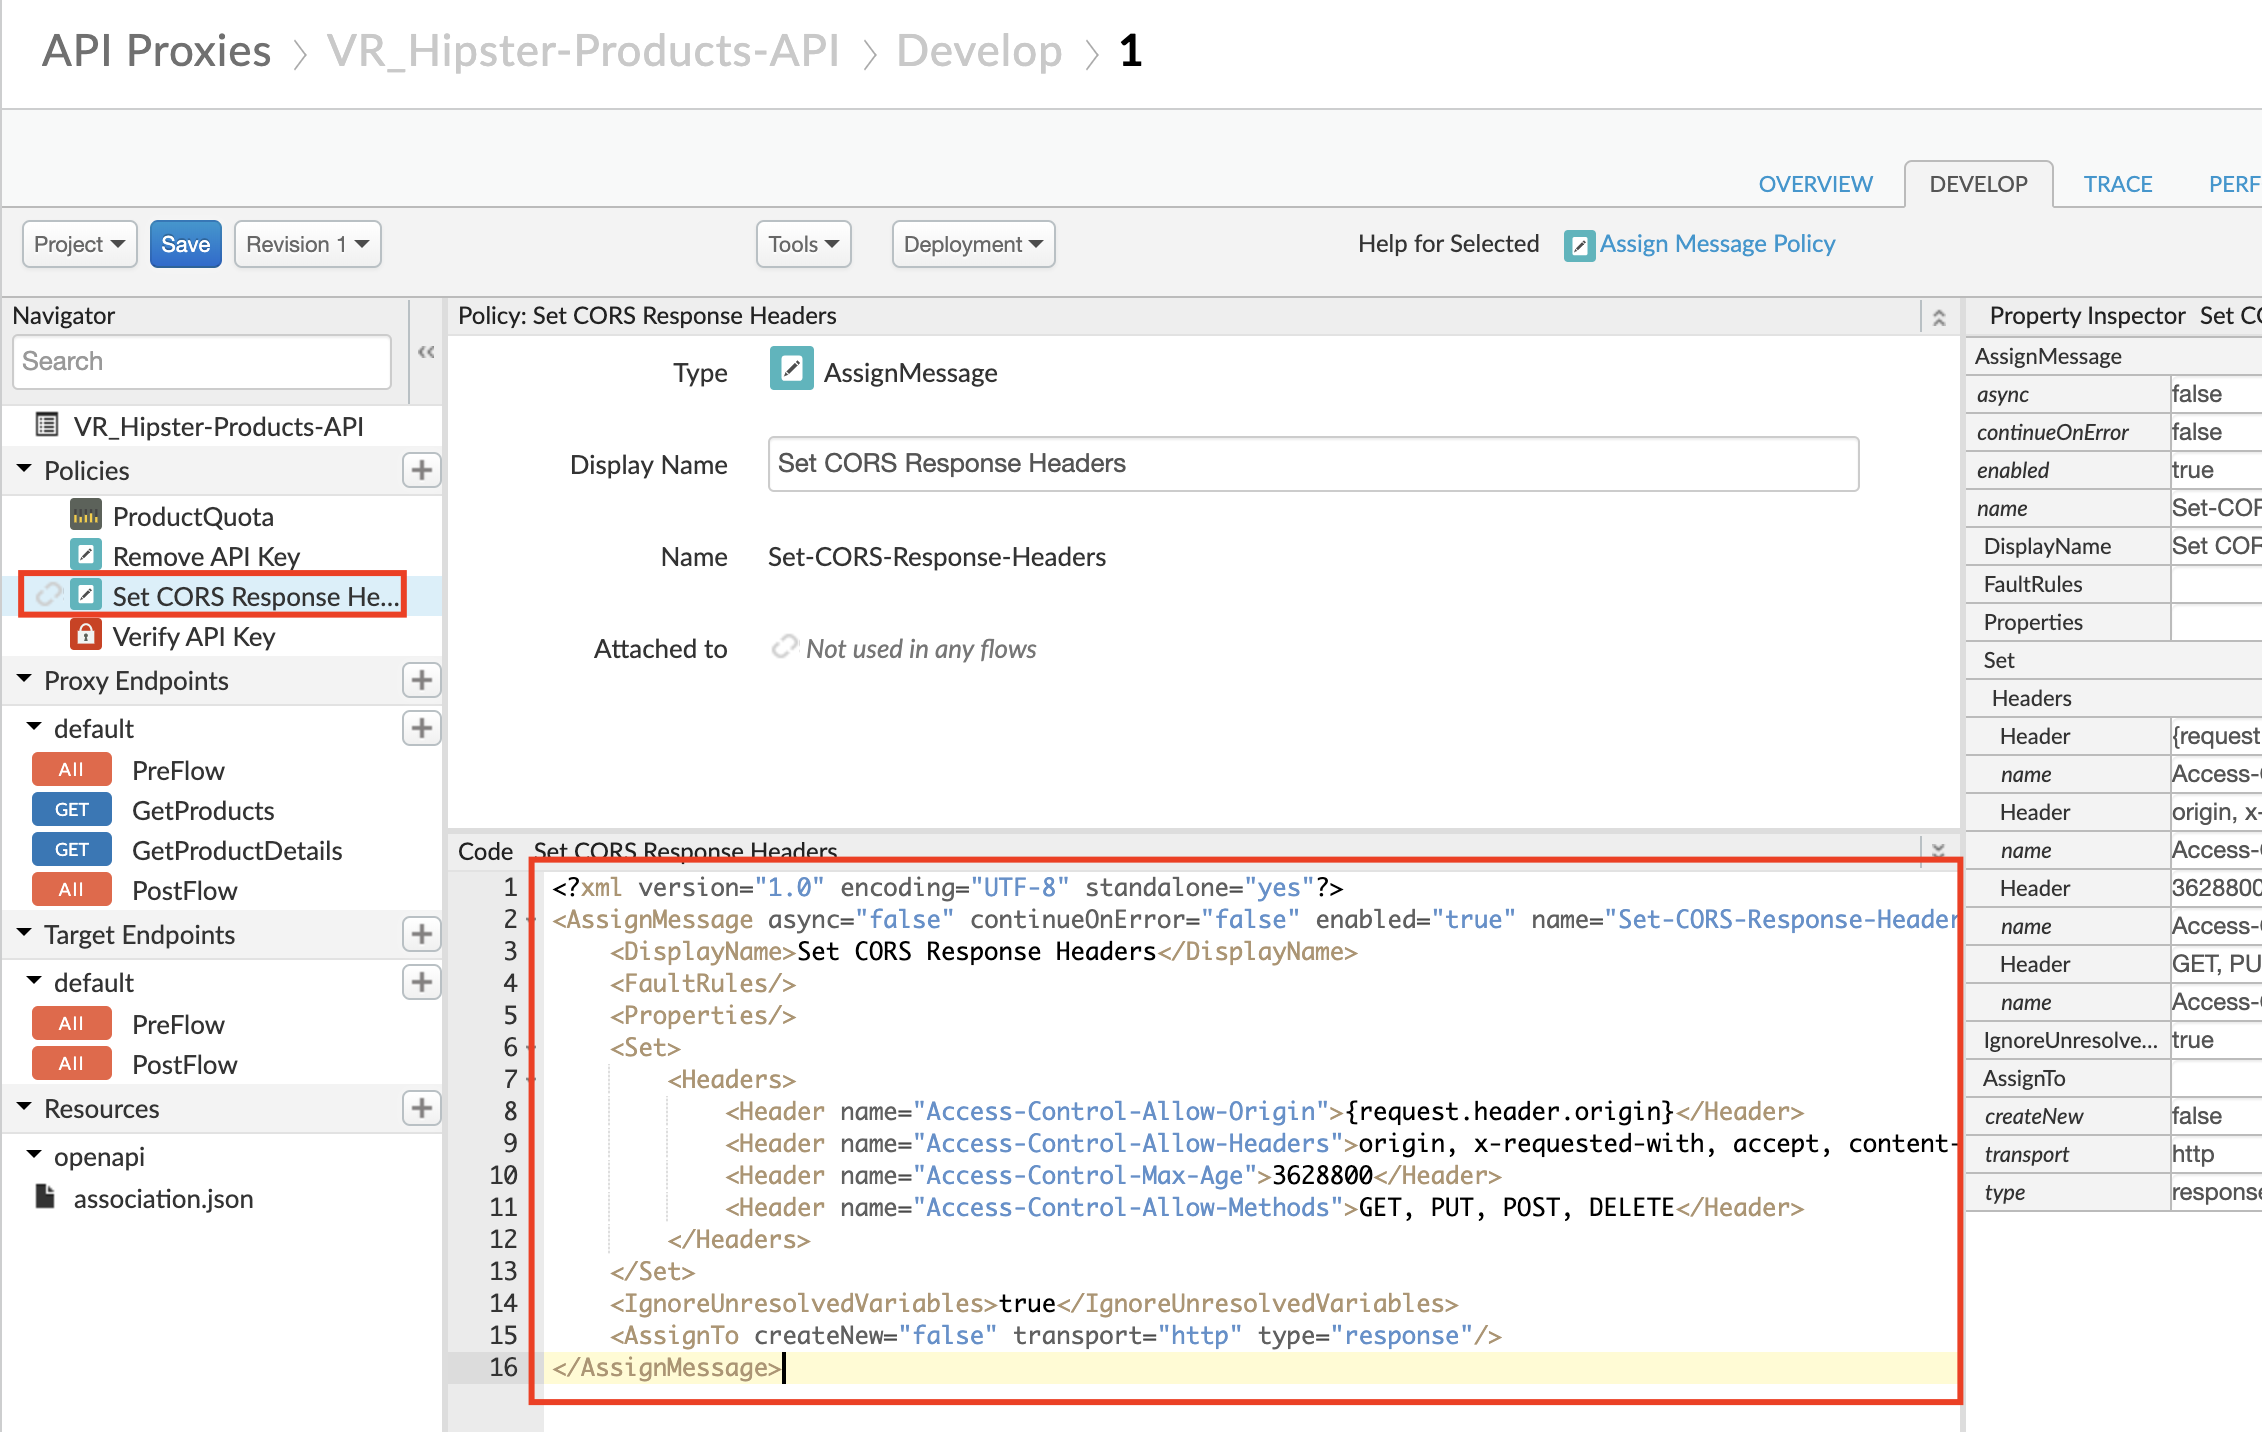 API Proxies > VR_Hipster-Products-API > Develop > 1
OVERVIEW DEVELOP TRACE PERF
Project Save Revision 1 Tools Deployment Help for Selected Assign Message Policy
Navigator
Search
VR_Hipster-Products-API
Policies
ProductQuota
Remove API Key
Set CORS Response He...
Verify API Key
Proxy Endpoints
default
All PreFlow
GET GetProducts
GET GetProductDetails
All PostFlow
Target Endpoints
default
All PreFlow
All PostFlow
Resources
openapi
association.json
Policy: Set CORS Response Headers
Type AssignMessage
Display Name Set CORS Response Headers
Name Set-CORS-Response-Headers
Attached to Not used in any flows
Code Set CORS Response Headers
1 <?xml version="1.0" encoding="UTF-8" standalone="yes"?>
2 <AssignMessage async="false" continueOnError="false" enabled="true" name="Set-CORS-Response-Header
3 <DisplayName>Set CORS Response Headers</DisplayName>
4 <FaultRules/>
5 <Properties/>
6 <Set>
7 <Headers>
8 <Header name="Access-Control-Allow-Origin">{request.header.origin}</Header>
9 <Header name="Access-Control-Allow-Headers">origin, x-requested-with, accept, content-
10 <Header name="Access-Control-Max-Age">3628800</Header>
11 <Header name="Access-Control-Allow-Methods">GET, PUT, POST, DELETE</Header>
12 </Headers>
13 </Set>
14 <IgnoreUnresolvedVariables>true</IgnoreUnresolvedVariables>
15 <AssignTo createNew="false" transport="http" type="response"/>
16 </AssignMessage>
Property Inspector Set CO
AssignMessage
async false
continueOnError false
enabled true
name Set-COR
DisplayName Set COR
FaultRules
Properties
Set
Headers
Header {request
name Access-
Header origin, x-
name Access-
Header 3628800
name Access-
Header GET, PU
name Access-
IgnoreUnresolve... true
AssignTo
createNew false
transport http
type response